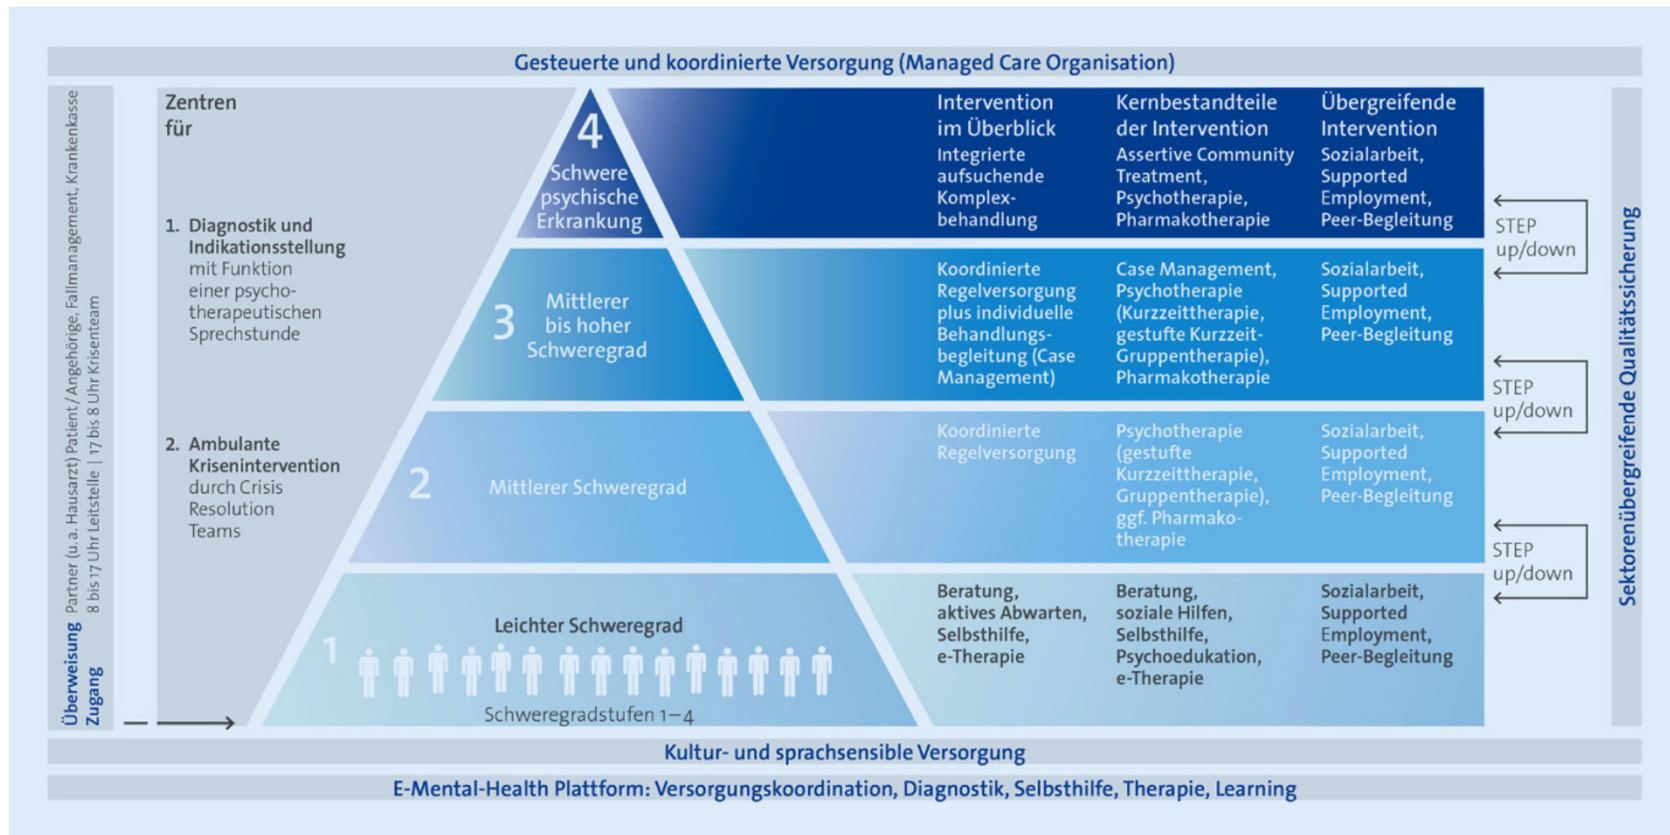 Gesteuerte und koordinierte Versorgung (Managed Care Organisation)
Überweisung Partner (u. a. Hausarzt) Patient / Angehörige, Fallmanagement, Krankenkasse
Zugang 8 bis 17 Uhr Leitstelle | 17 bis 8 Uhr Krisenteam
Zentren
für
1. Diagnostik und
Indikationsstellung
mit Funktion
einer psycho-
therapeutischen
Sprechstunde
2. Ambulante
Krisenintervention
durch Crisis
Resolution
Teams
4
Schwere
psychische
Erkrankung
Intervention
im Überblick
Integrierte
aufsuchende
Komplex-
behandlung
Kernbestandteile
der Intervention
Assertive Community
Treatment,
Psychotherapie,
Pharmakotherapie
Übergreifende
Intervention
Sozialarbeit,
Supported
Employment,
Peer-Begleitung
STEP
up/down
3
Mittlerer
bis hoher
Schweregrad
Koordinierte
Regelversorgung
plus individuelle
Behandlungs-
begleitung (Case
Management)
Case Management,
Psychotherapie
(Kurzzeittherapie,
gestufte Kurzzeit-
Gruppentherapie),
Pharmakotherapie
Sozialarbeit,
Supported
Employment,
Peer-Begleitung
STEP
up/down
2
Mittlerer Schweregrad
Koordinierte
Regelversorgung
Psychotherapie
(gestufte
Kurzzeittherapie,
Gruppentherapie),
ggf. Pharmako-
therapie
Sozialarbeit,
Supported
Employment,
Peer-Begleitung
STEP
up/down
1
Leichter Schweregrad
Schweregradstufen 1–4
Beratung,
aktives Abwarten,
Selbsthilfe,
e-Therapie
Beratung,
soziale Hilfen,
Selbsthilfe,
Psychoedukation,
e-Therapie
Sozialarbeit,
Supported
Employment,
Peer-Begleitung
Sektorenübergreifende Qualitätssicherung
Kultur- und sprachsensible Versorgung
E-Mental-Health Plattform: Versorgungskoordination, Diagnostik, Selbsthilfe, Therapie, Learning